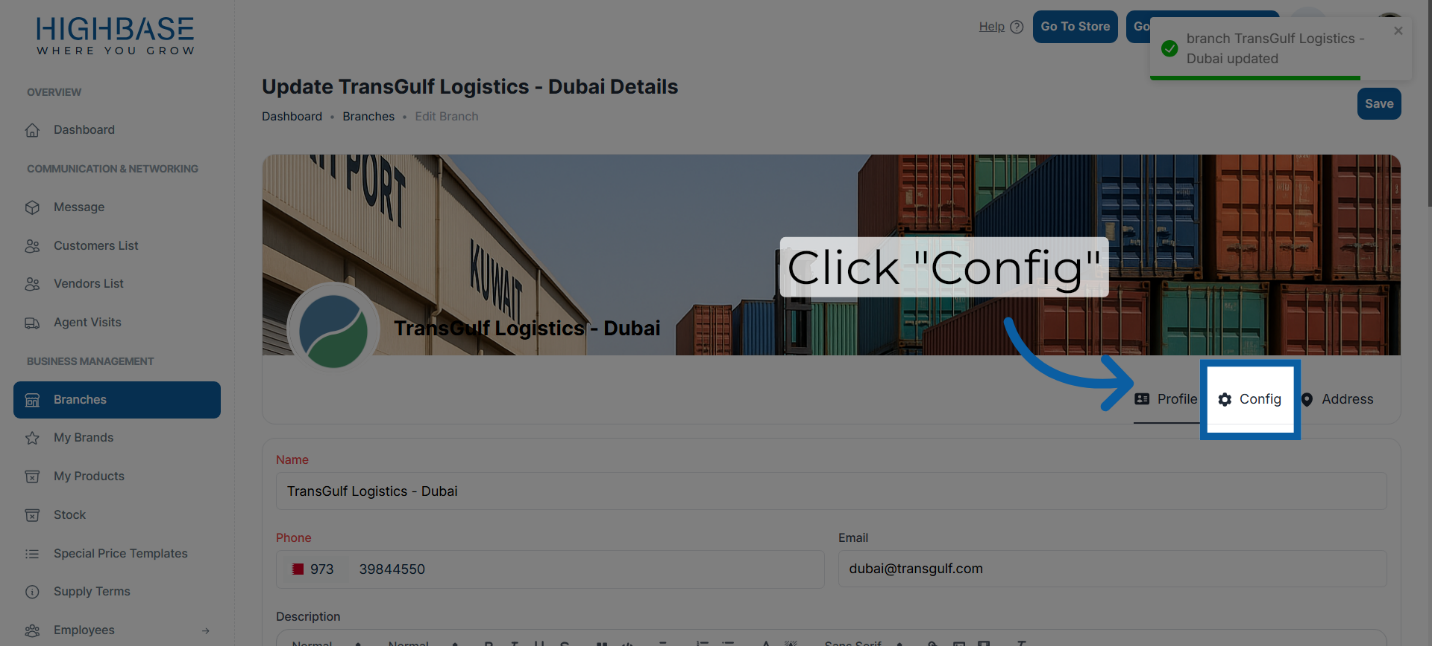 HIGHBASE
WHERE YOU GROW
OVERVIEW
Dashboard
COMMUNICATION & NETWORKING
Message
Customers List
Vendors List
Agent Visits
BUSINESS MANAGEMENT
Branches
My Brands
My Products
Stock
Special Price Templates
Supply Terms
Employees
Help
Go To Store
Go
branch TransGulf Logistics -
Dubai updated
Update TransGulf Logistics - Dubai Details
Dashboard • Branches • Edit Branch
Save
PORT
KUWAIT
Click "Config"
TransGulf Logistics - Dubai
Profile
Config
Address
Name
TransGulf Logistics - Dubai
Phone
973 39844550
Email
dubai@transgulf.com
Description
Normal
Normal
Sans Serif